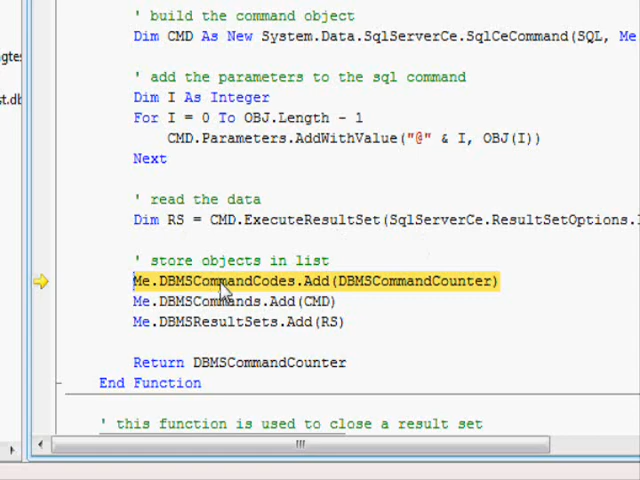 ' build the command object
Dim CMD As New System.Data.SqlServerCe.SqlCeCommand(SQL, Me
' add the parameters to the sql command
Dim I As Integer
For I = 0 To OBJ.Length - 1
CMD.Parameters.AddWithValue("@" & I, OBJ(I))
Next
' read the data
Dim RS = CMD.ExecuteResultSet(SqlServerCe.ResultSetOptions.
' store objects in list
Me.DBMSCommandCodes.Add(DBMSCommandCounter)
Me.DBMSCommands.Add(CMD)
Me.DBMSResultSets.Add(RS)
Return DBMSCommandCounter
End Function
' this function is used to close a result set
ngtes
st.db